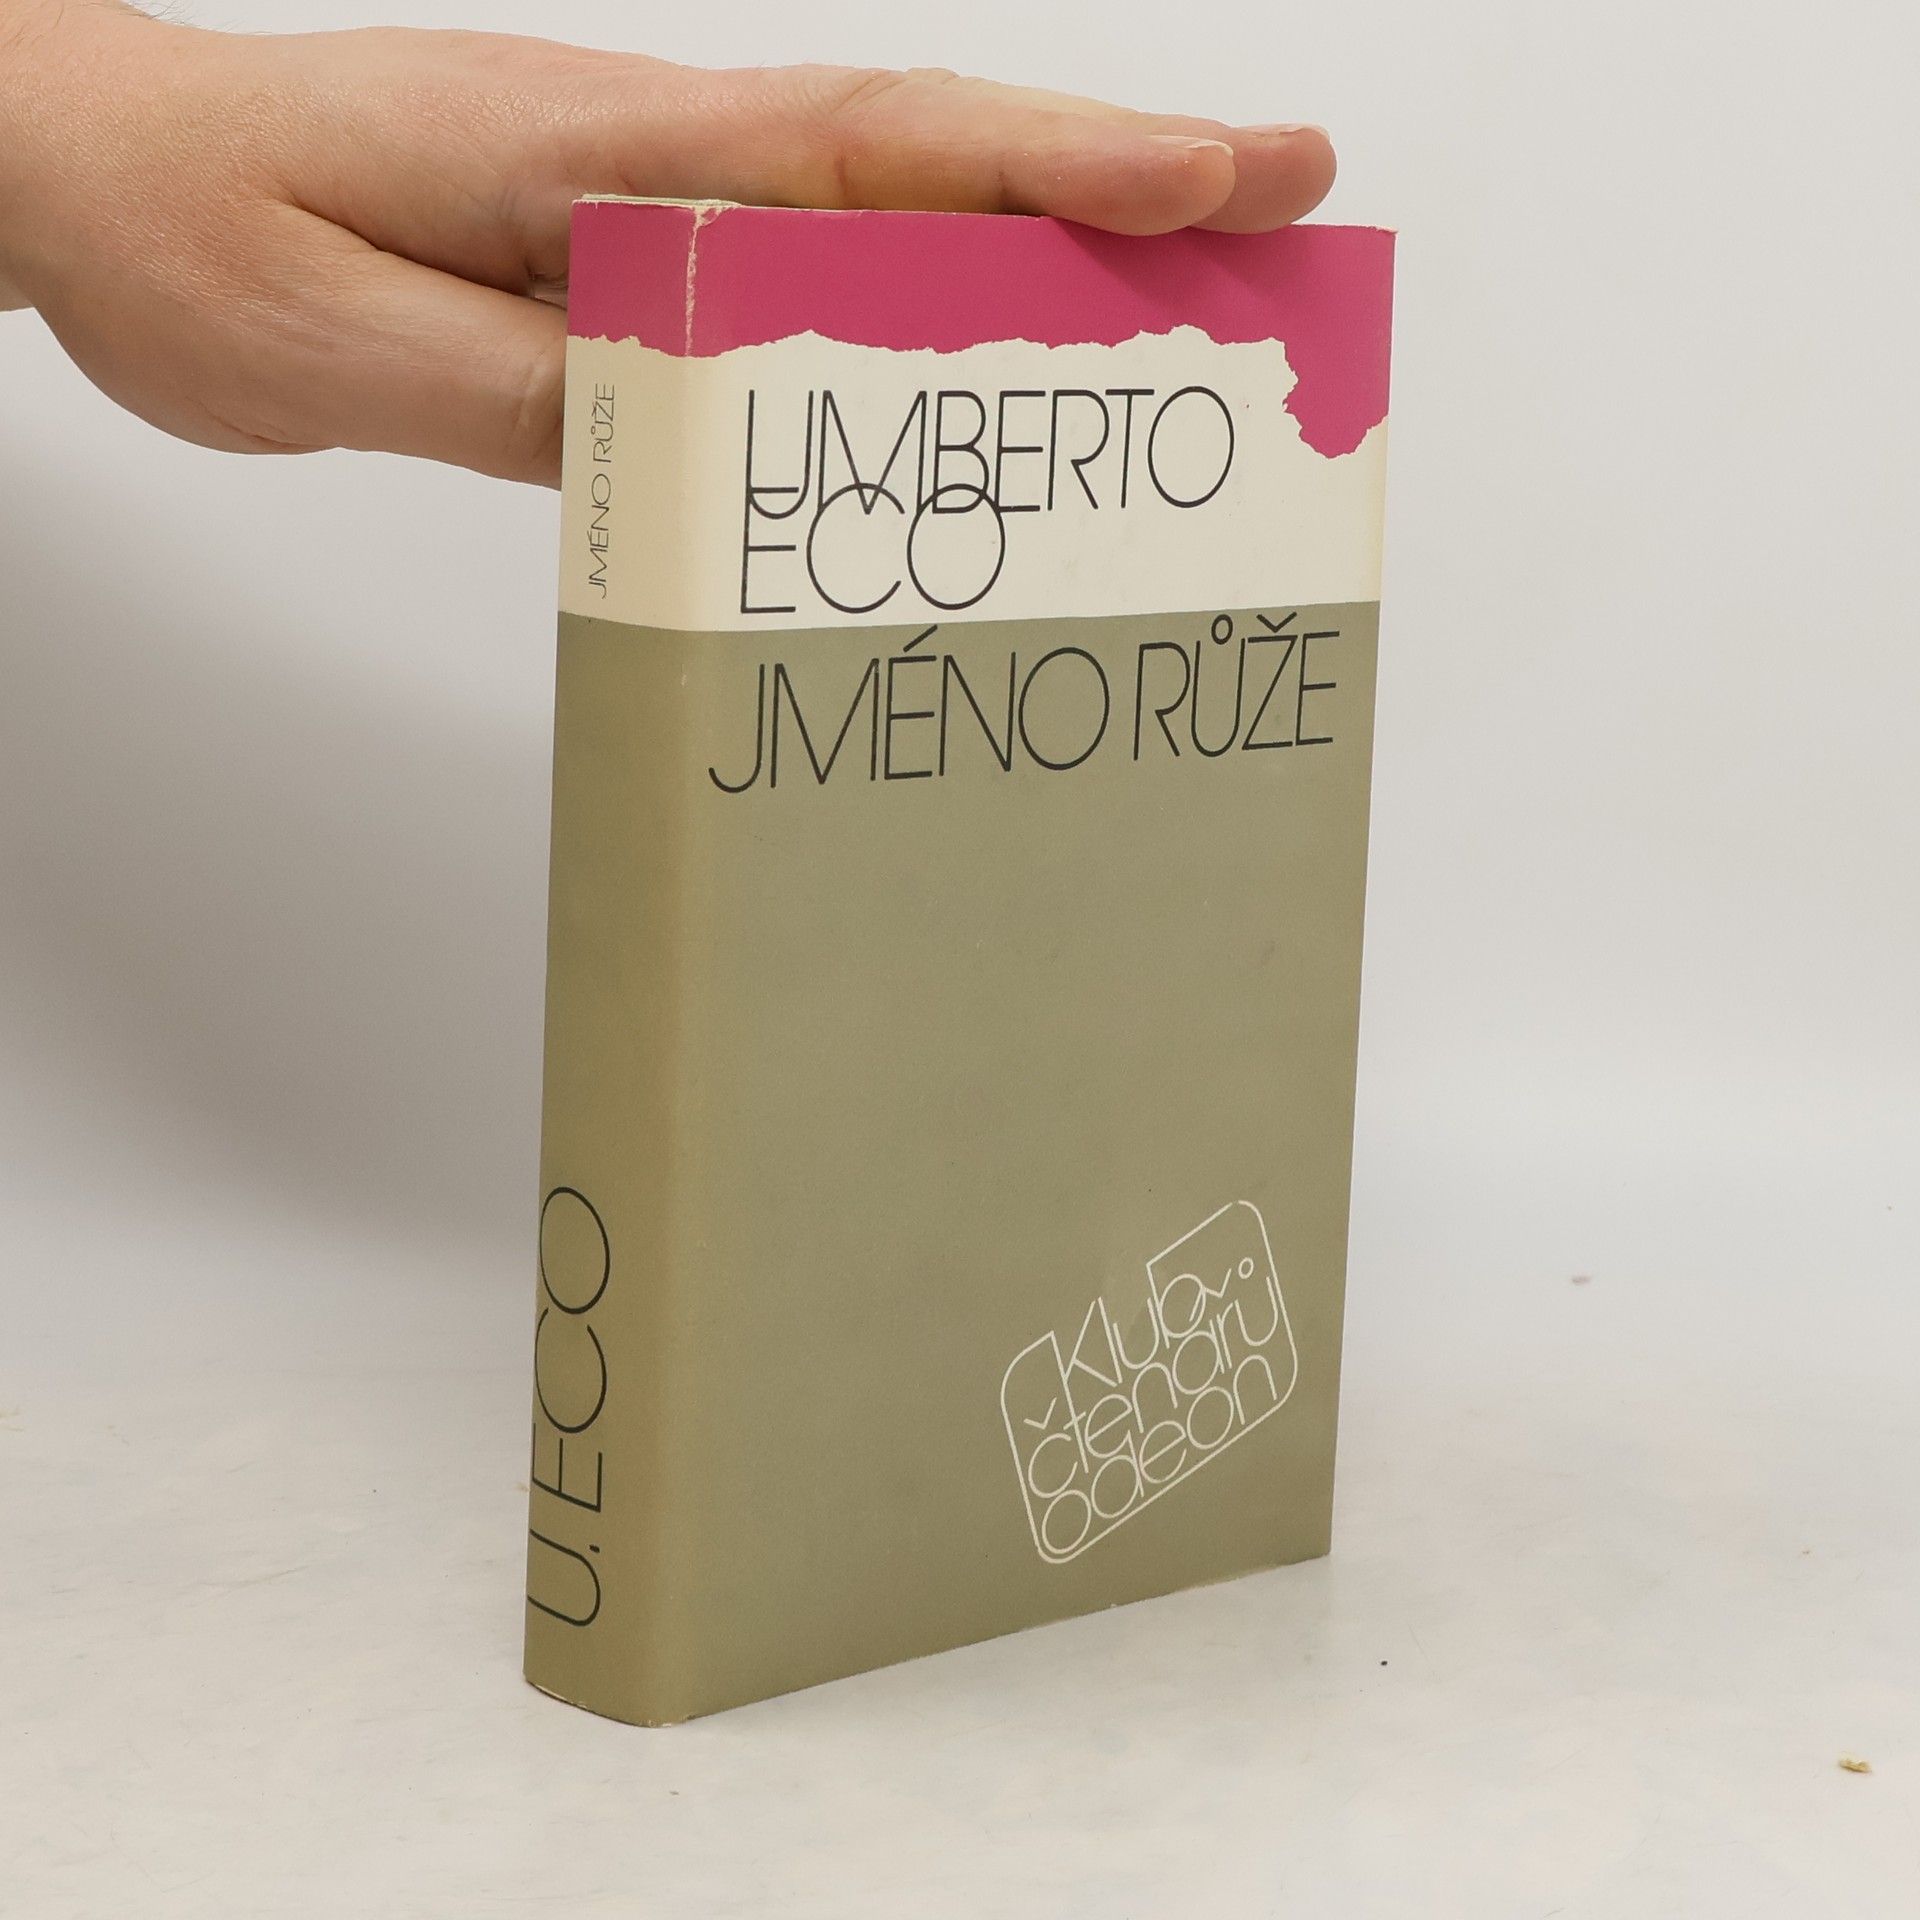 UMBERTO
ECO
JMÉNO RŮŽE
klub
čtenářů
odeon
JMÉNO RŮŽE
U. ECO